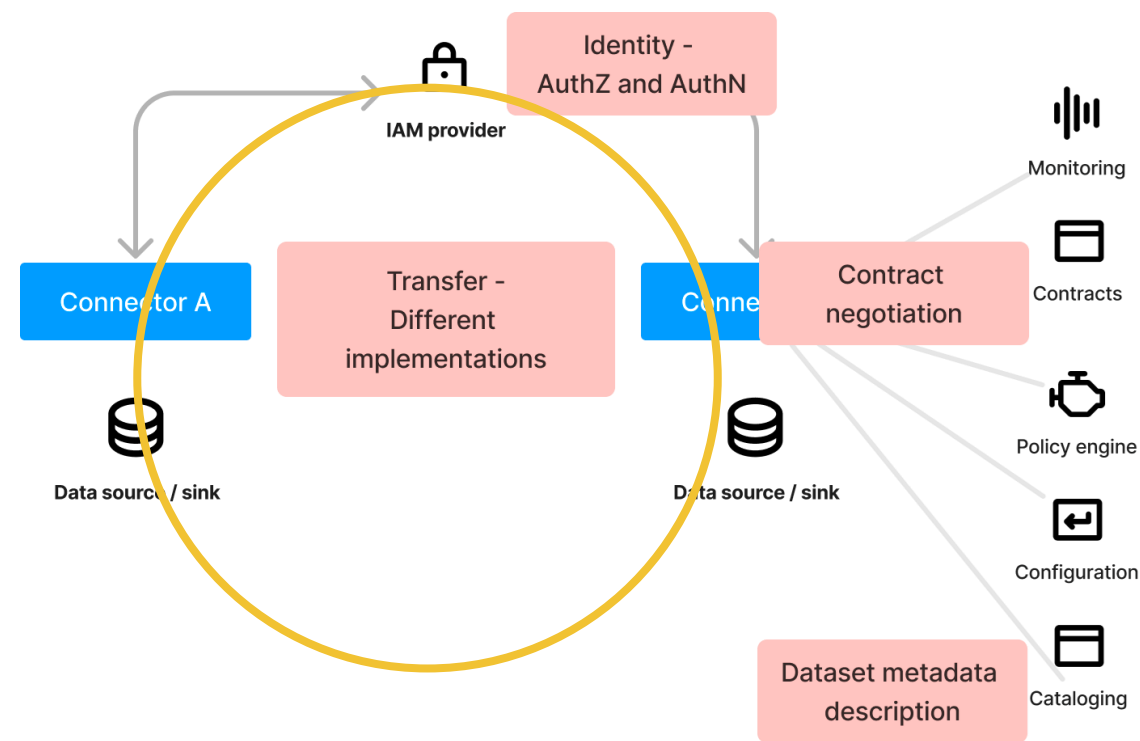 Identity -
AuthZ and AuthN
IAM provider
Monitoring
Connector A
Transfer -
Different
implementations
Conne
Contract
negotiation
Contracts
Policy engine
Data source / sink
Data source / sink
Configuration
Dataset metadata
description
Cataloging